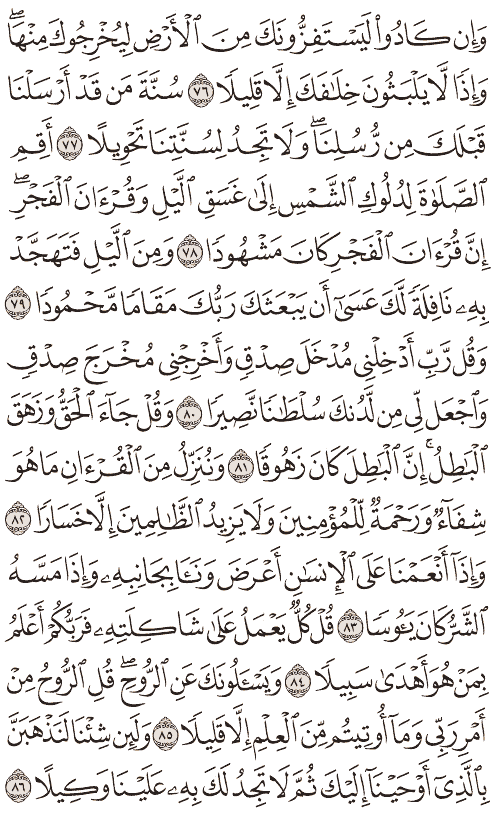 وَإِن كَادُوا۟ لَيَسْتَفِزُّونَكَ مِنَ ٱلْأَرْضِ لِيُخْرِجُوكَ مِنْهَا ۖ
وَإِذًا لَّا يَلْبَثُونَ خِلَـٰفَكَ إِلَّا قَلِيلًا ٧٦ سُنَّةَ مَن قَدْ أَرْسَلْنَا
قَبْلَكَ مِن رُّسُلِنَا ۖ وَلَا تَجِدُ لِسُنَّتِنَا تَحْوِيلًا ٧٧ أَقِمِ
ٱلصَّلَوٰةَ لِدُلُوكِ ٱلشَّمْسِ إِلَىٰ غَسَقِ ٱلَّيْلِ وَقُرْءَانَ ٱلْفَجْرِ ۖ
إِنَّ قُرْءَانَ ٱلْفَجْرِ كَانَ مَشْهُودًا ٧٨ وَمِنَ ٱلَّيْلِ فَتَهَجَّدْ
بِهِۦ نَافِلَةً لَّكَ عَسَىٰٓ أَن يَبْعَثَكَ رَبُّكَ مَقَامًا مَّحْمُودًا ٧٩
وَقُل رَّبِّ أَدْخِلْنِى مُدْخَلَ صِدْقٍ وَأَخْرِجْنِى مُخْرَجَ صِدْقٍ
وَٱجْعَل لِّى مِن لَّدُنكَ سُلْطَـٰنًا نَّصِيرًا ٨٠ وَقُلْ جَآءَ ٱلْحَقُّ وَزَهَقَ
ٱلْبَـٰطِلُ ۚ إِنَّ ٱلْبَـٰطِلَ كَانَ زَهُوقًا ٨١ وَنُنَزِّلُ مِنَ ٱلْقُرْءَانِ مَا هُوَ
شِفَآءٌ وَرَحْمَةٌ لِّلْمُؤْمِنِينَ وَلَا يَزِيدُ ٱلظَّـٰلِمِينَ إِلَّا خَسَارًا ٨٢
وَإِذَآ أَنْعَمْنَا عَلَى ٱلْإِنسَـٰنِ أَعْرَضَ وَنَـَٔا بِجَانِبِهِۦ وَإِذَا مَسَّهُ
ٱلشَّرُّ كَانَ يَـُٔوسًا ٨٣ قُلْ كُلٌّ يَعْمَلُ عَلَىٰ شَاكِلَتِهِۦ فَرَبُّكُمْ أَعْلَمُ
بِمَنْ هُوَ أَهْدَىٰ سَبِيلًا ٨٤ وَيَسْـَٔلُونَكَ عَنِ ٱلرُّوحِ ۖ قُلِ ٱلرُّوحُ مِنْ
أَمْرِ رَبِّى وَمَآ أُوتِيتُم مِّنَ ٱلْعِلْمِ إِلَّا قَلِيلًا ٨٥ وَلَئِن شِئْنَا لَنَذْهَبَنَّ
بِٱلَّذِىٓ أَوْحَيْنَآ إِلَيْكَ ثُمَّ لَا تَجِدُ لَكَ بِهِۦ عَلَيْنَا وَكِيلًا ٨٦